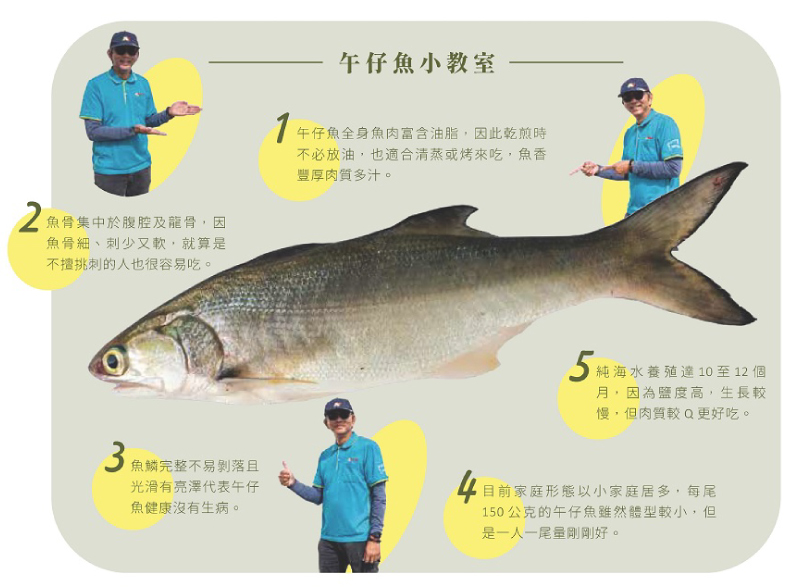 午仔魚小教室
1
午仔魚全身魚肉富含油脂，因此乾煎時
不必放油，也適合清蒸或烤來吃，魚香
豐厚肉質多汁。
2
魚骨集中於腹腔及龍骨，因
魚骨細、刺少又軟，就算是
不擅挑刺的人也很容易吃。
3
魚鱗完整不易剝落且
光滑有亮澤代表午仔
魚健康沒有生病。
4
目前家庭形態以小家庭居多，每尾
150 公克的午仔魚雖然體型較小，但
是一人一尾量剛剛好。
5
純海水養殖達 10 至 12 個
月，因為鹽度高，生長較
慢，但肉質較 Q 更好吃。